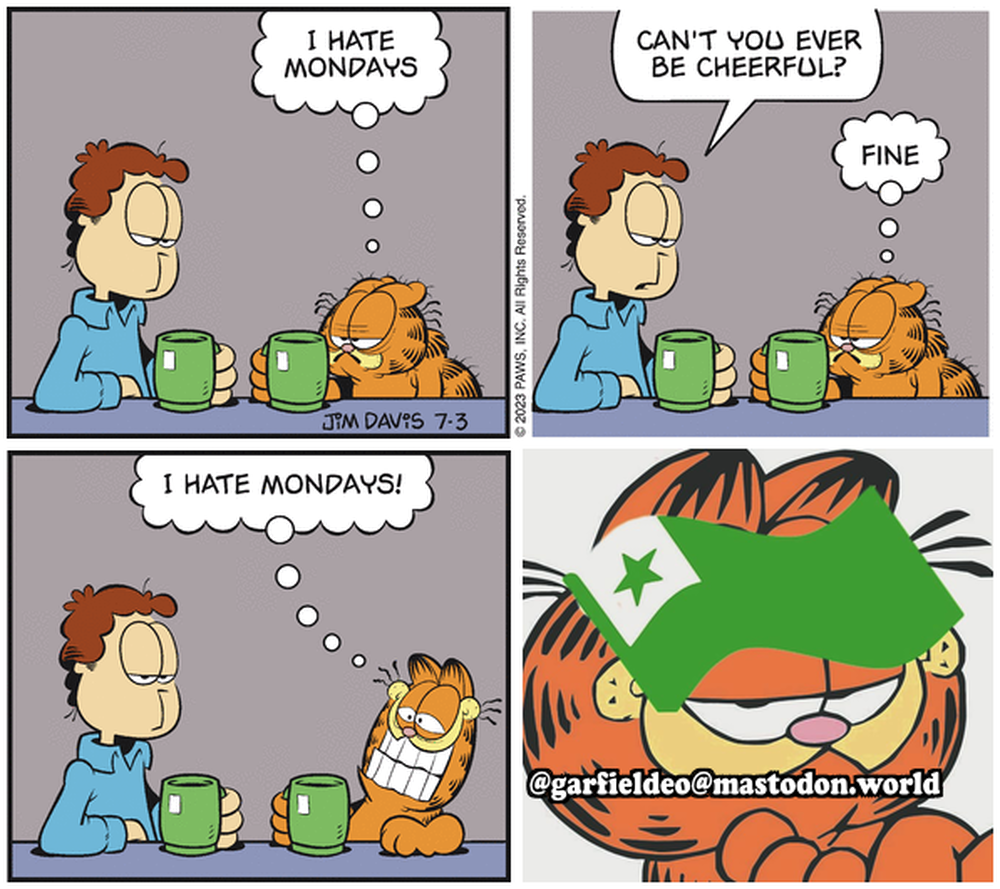 I HATE
MONDAYS
JIM DAVIS 7-3
© 2023 PAWS, INC. All Rights Reserved.
CAN'T YOU EVER
BE CHEERFUL?
FINE
I HATE MONDAYS!
@garfieldeo@mastodon.world